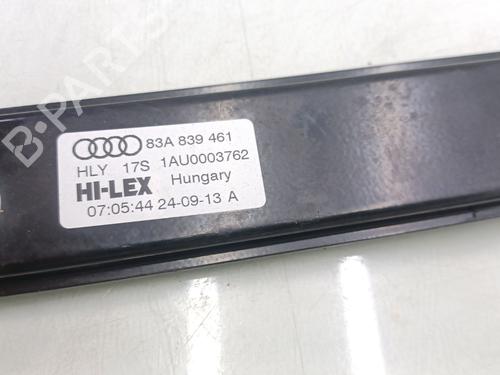 83A 839 461
HLY 17S 1AU0003762
HI-LEX Hungary
07:05:44 24-09-13 A
B-PARTS